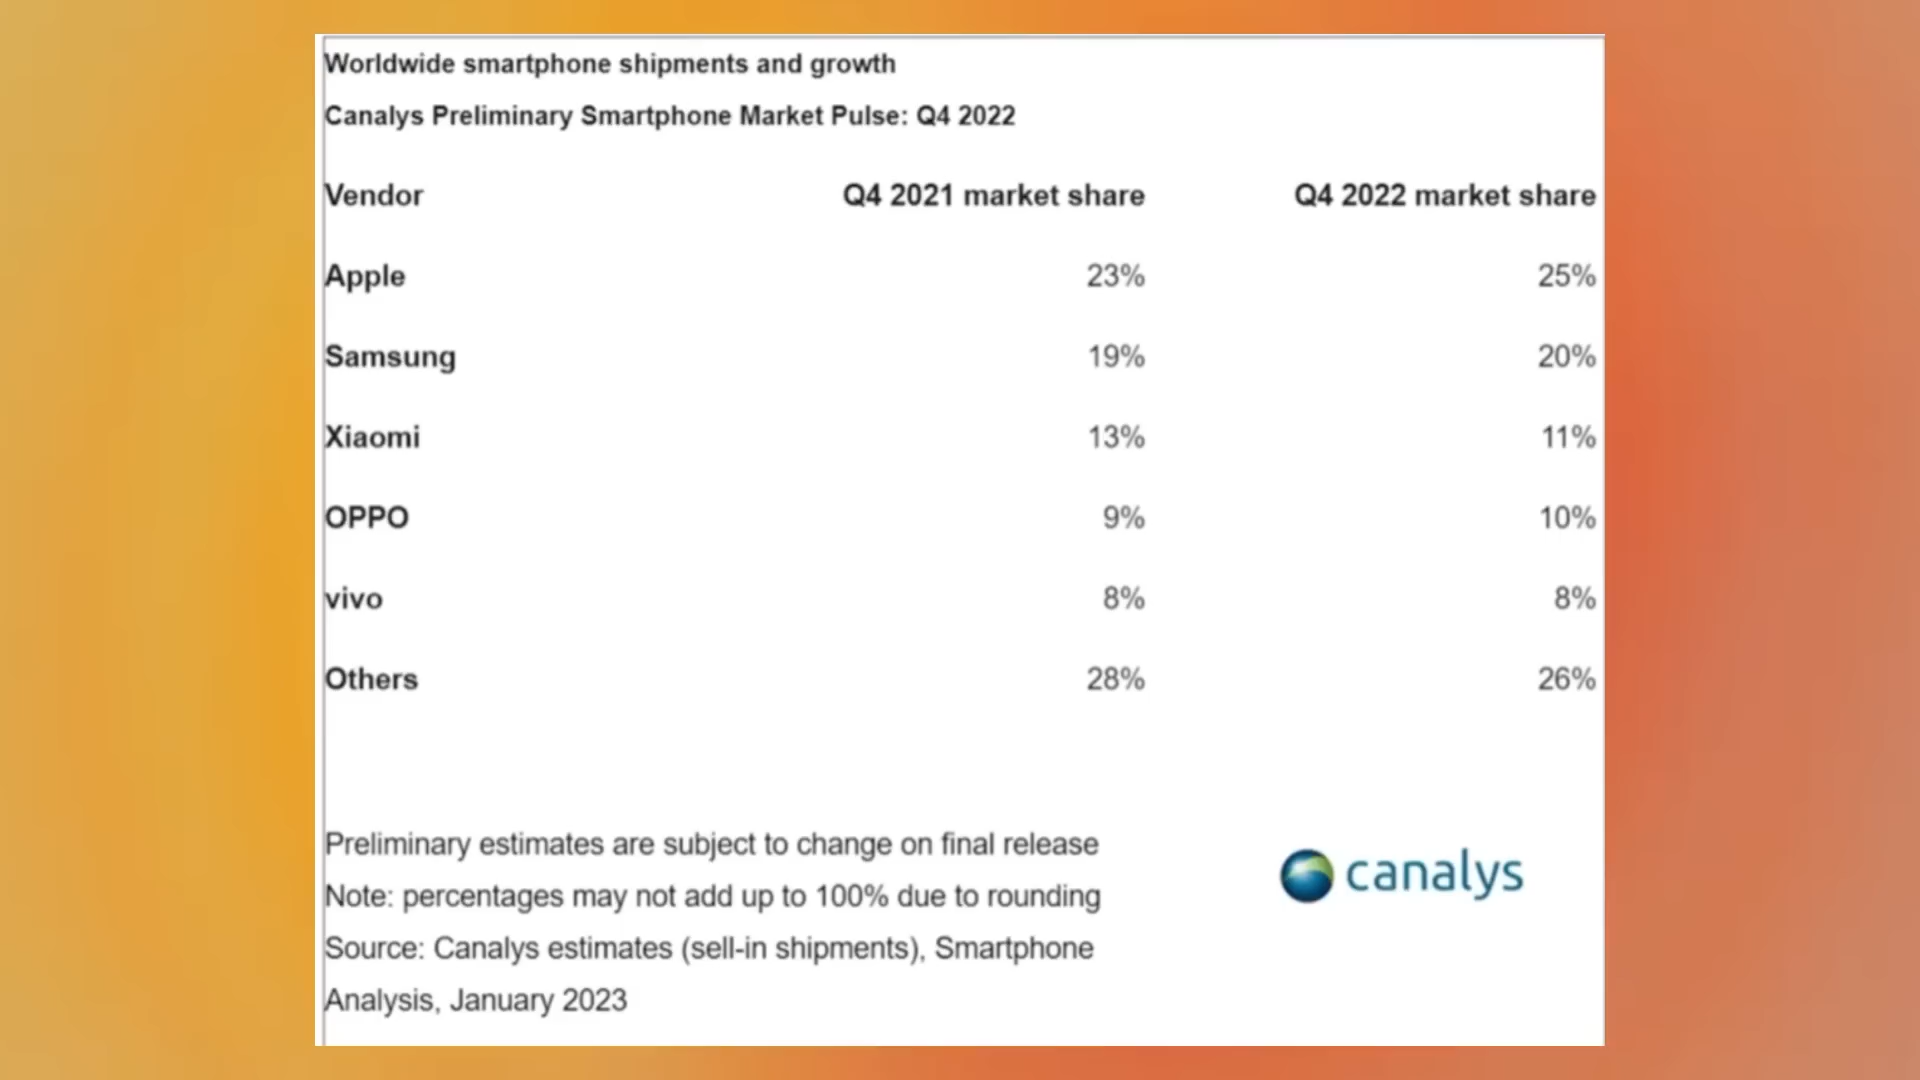 Worldwide smartphone shipments and growth
Canalys Preliminary Smartphone Market Pulse: Q4 2022
Vendor Q4 2021 market share Q4 2022 market share
Apple 23% 25%
Samsung 19% 20%
Xiaomi 13% 11%
OPPO 9% 10%
vivo 8% 8%
Others 28% 26%
Preliminary estimates are subject to change on final release
Note: percentages may not add up to 100% due to rounding
Source: Canalys estimates (sell-in shipments), Smartphone
Analysis, January 2023
canalys